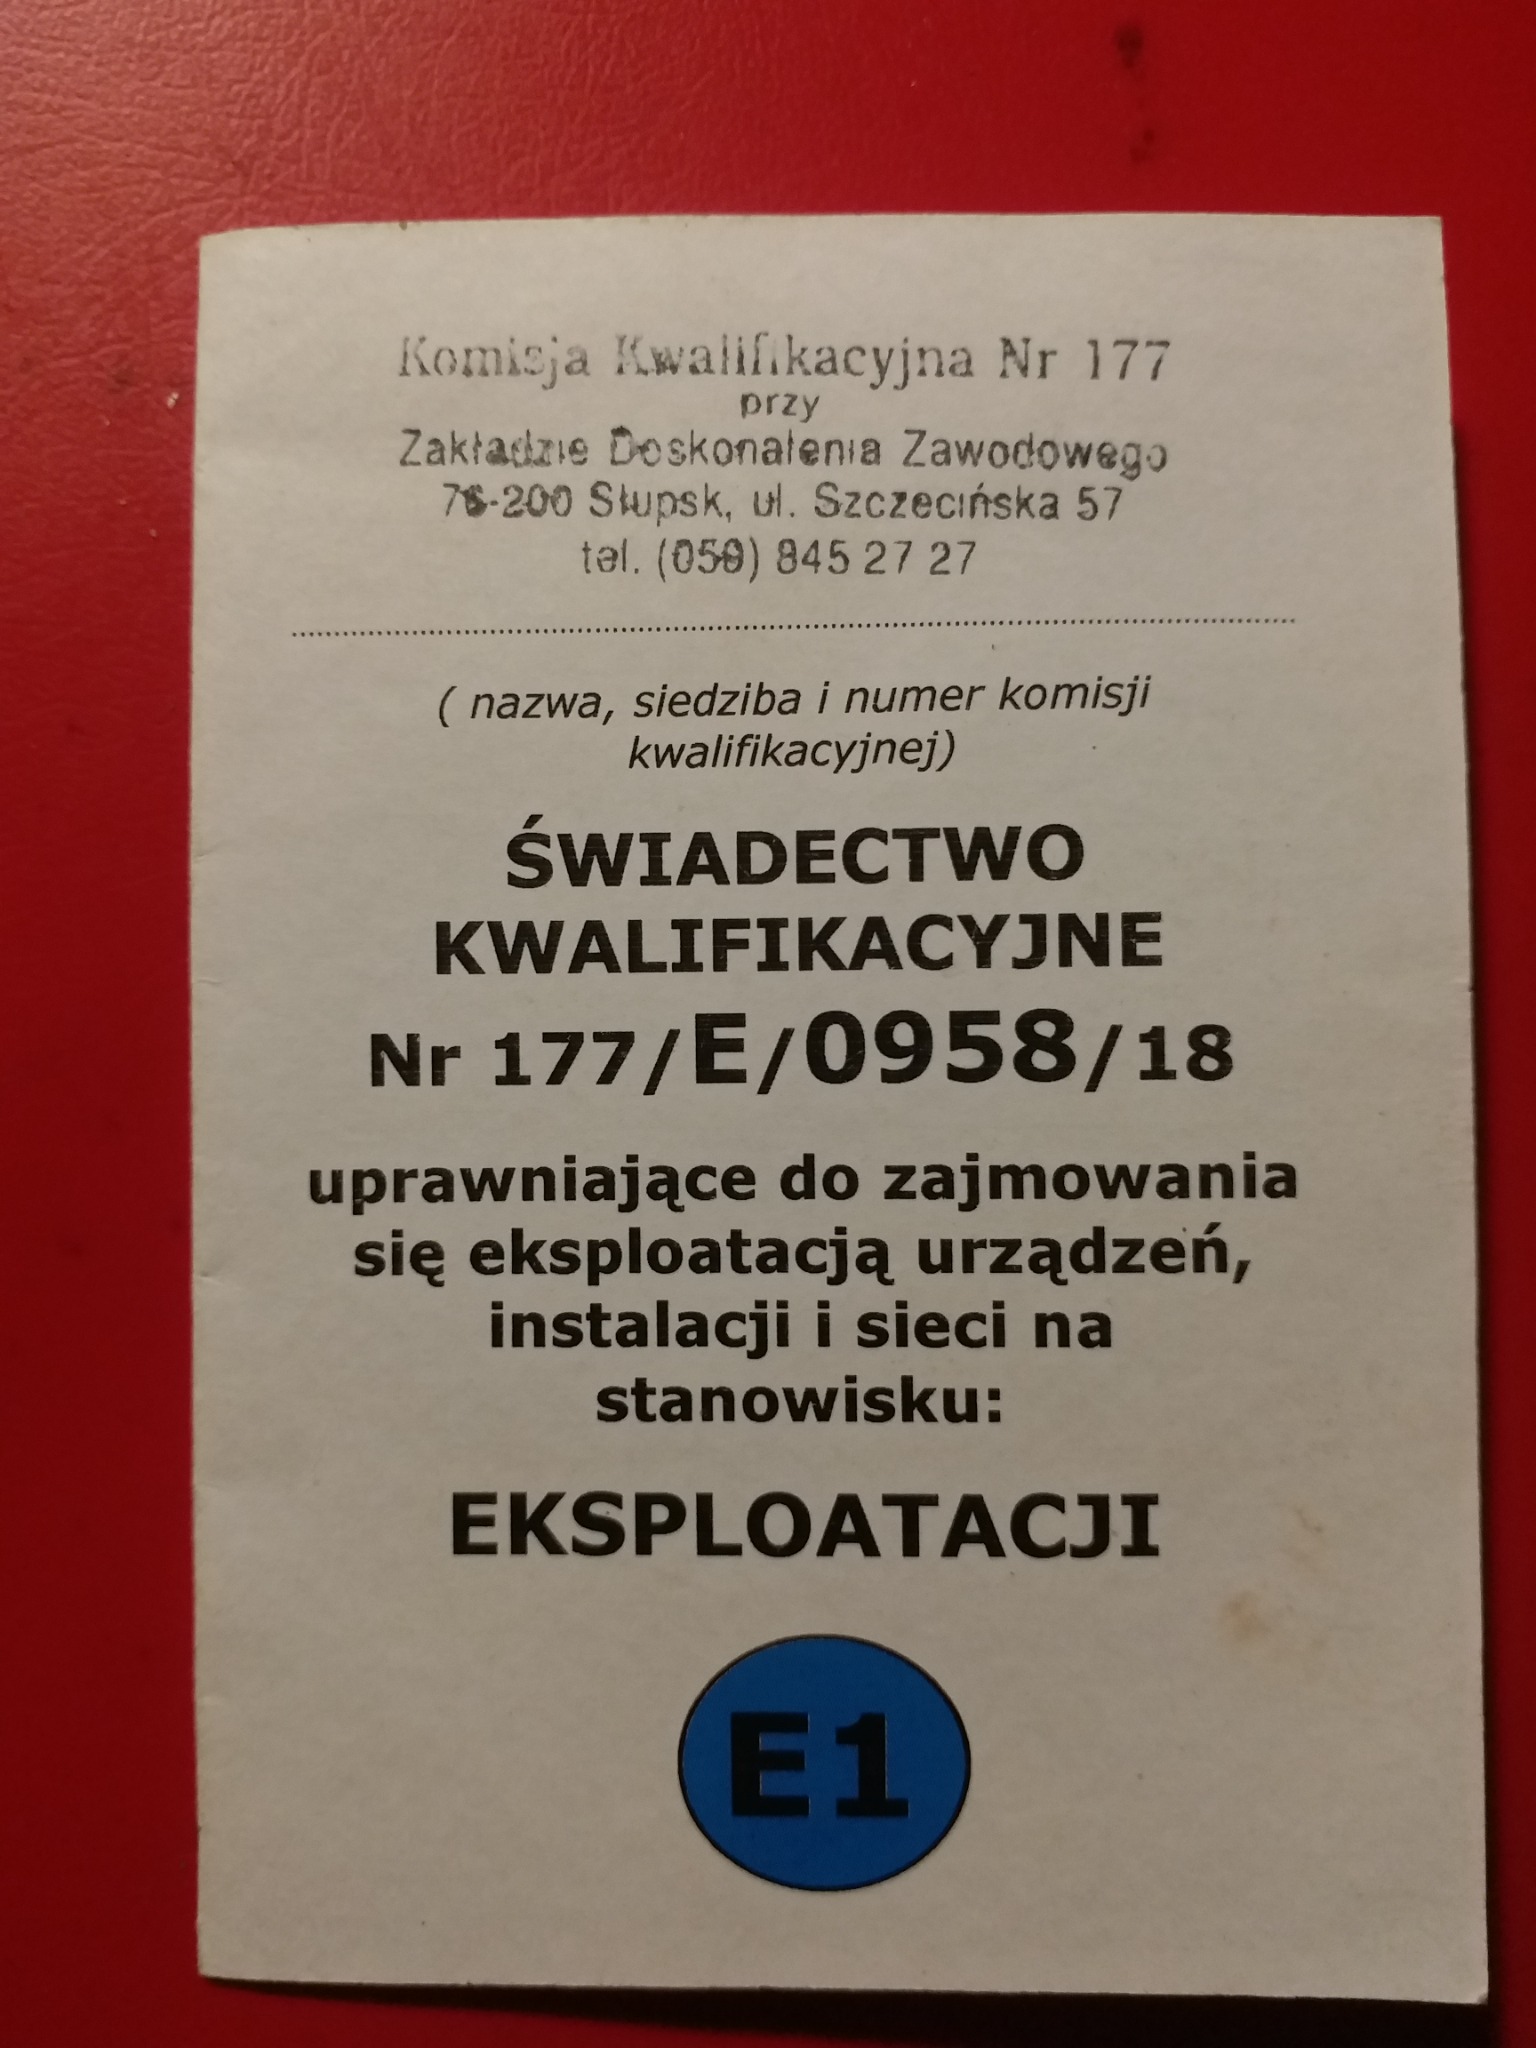 Komisja Kwalifikacyjna Nr 177
przy
Zakładzie Doskonalenia Zawodowego
76-200 Słupsk, ul. Szczecińska 57
tel. (059) 845 27 27
( nazwa, siedziba i numer komisji
kwalifikacyjnej)
ŚWIADECTWO
KWALIFIKACYJNE
Nr 177/E/0958/18
uprawniające do zajmowania
się eksploatacją urządzeń,
instalacji i sieci na
stanowisku:
EKSPLOATACJI
E1